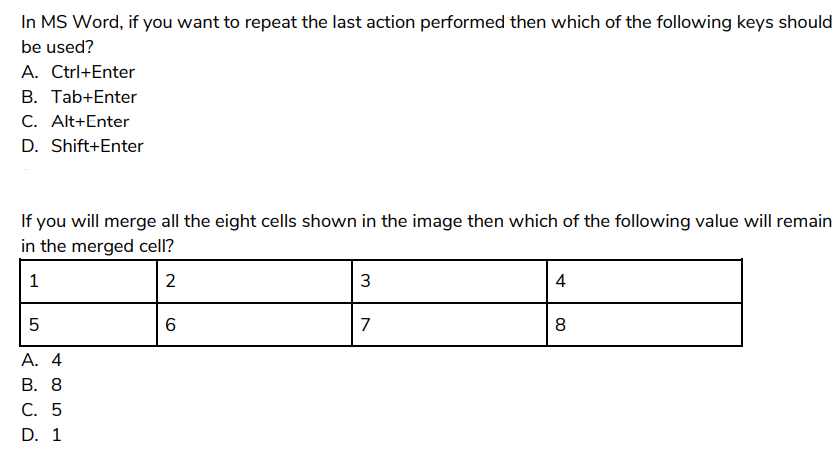 In MS Word, if you want to repeat the last action performed then which of the following keys should
be used?
A. Ctrl+Enter
B. Tab+Enter
C. Alt+Enter
D. Shift+Enter
If you will merge all the eight cells shown in the image then which of the following value will remain
in the merged cell?
1 2 3 4
5 6 7 8
A. 4
B. 8
C. 5
D. 1